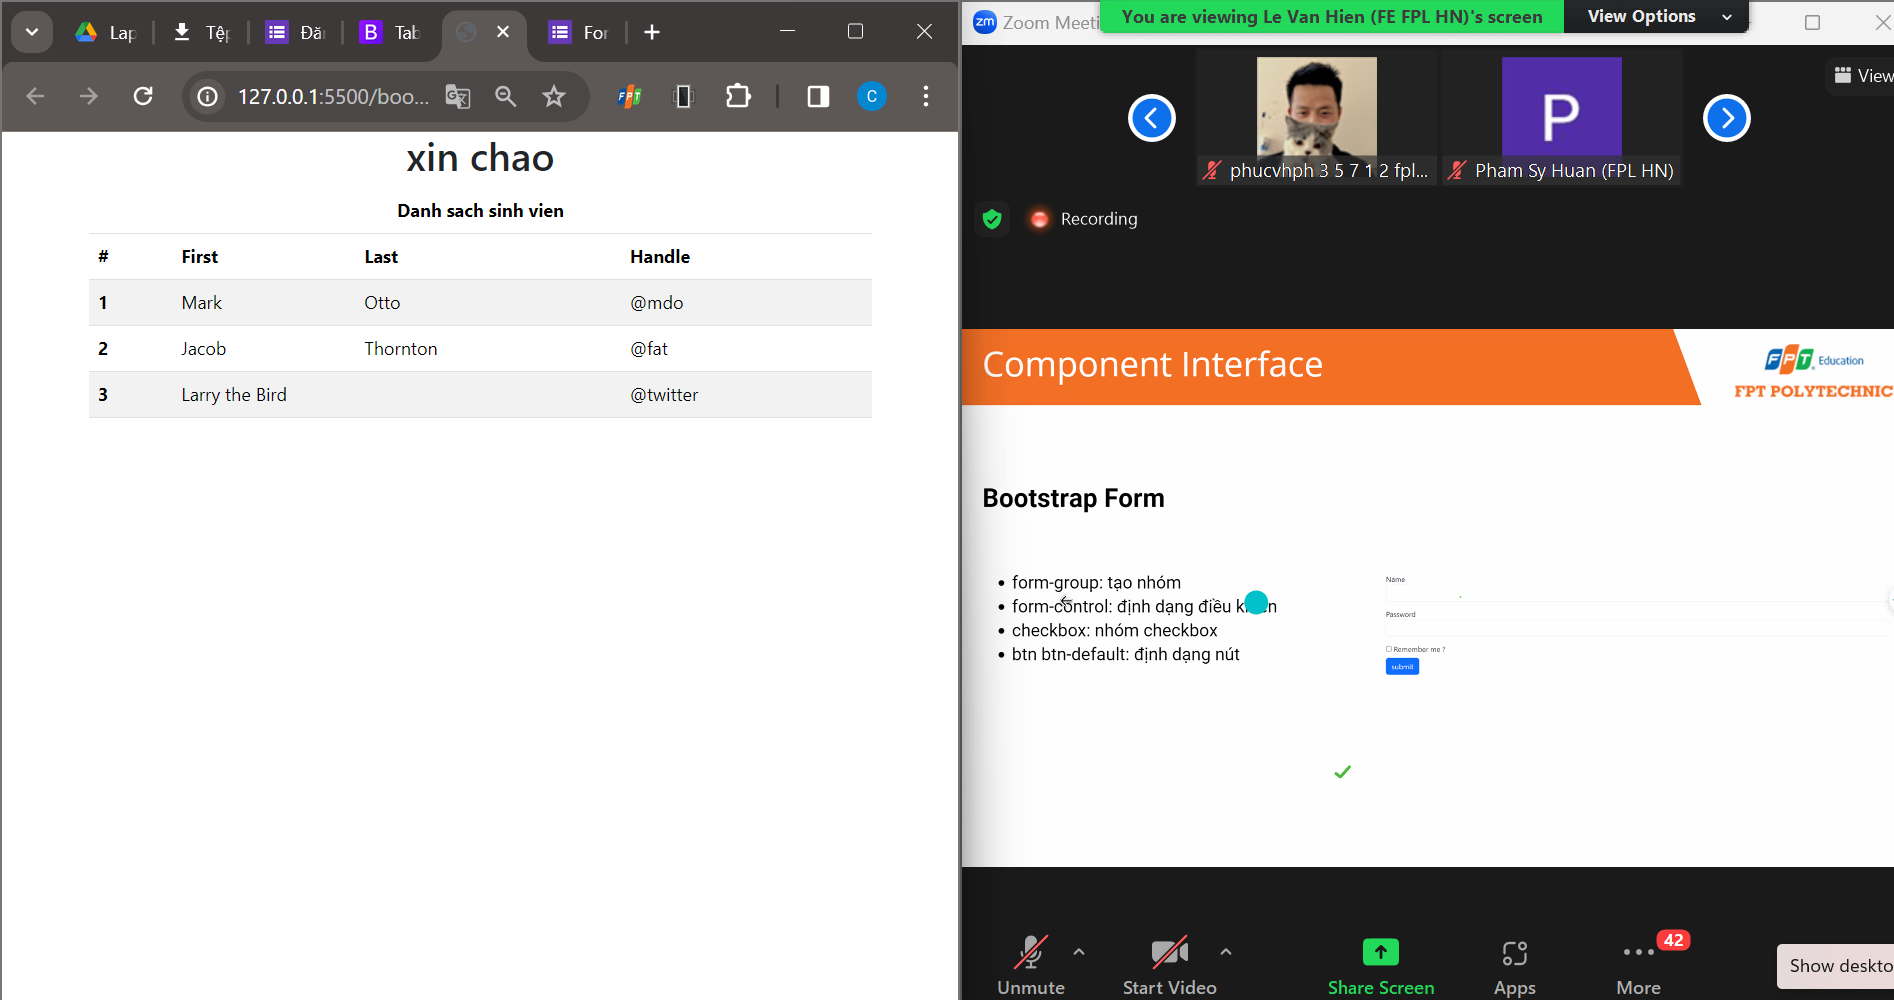 Lap
Tệp
Đăn
B
Tab
For
127.0.0.1:5500/boo...
FPT
C
xin chao
Danh sach sinh vien
# First Last Handle
1 Mark Otto @mdo
2 Jacob Thornton @fat
3 Larry the Bird @twitter
zm Zoom Meeti
You are viewing Le Van Hien (FE FPL HN)'s screen
View Options
View
P
phucvhph 3 5 7 1 2 fpl...
Pham Sy Huan (FPL HN)
Recording
Component Interface
FPT Education
FPT POLYTECHNIC
Bootstrap Form
• form-group: tạo nhóm
• form-control: định dạng điều k
• checkbox: nhóm checkbox
• btn btn-default: định dạng nút
Name
Password
Remember me ?
submit
42
Unmute
Start Video
Share Screen
Apps
More
Show deskto